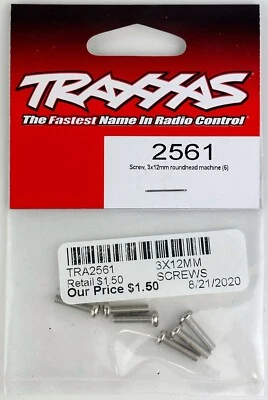 TRAXXAS
The Fastest Name In Radio Control
2561
Screw, 3x12mm roundhead machine (6)
TRA2561 3X12MM
Retail $1.50 SCREWS
Our Price $1.50 8/21/2020